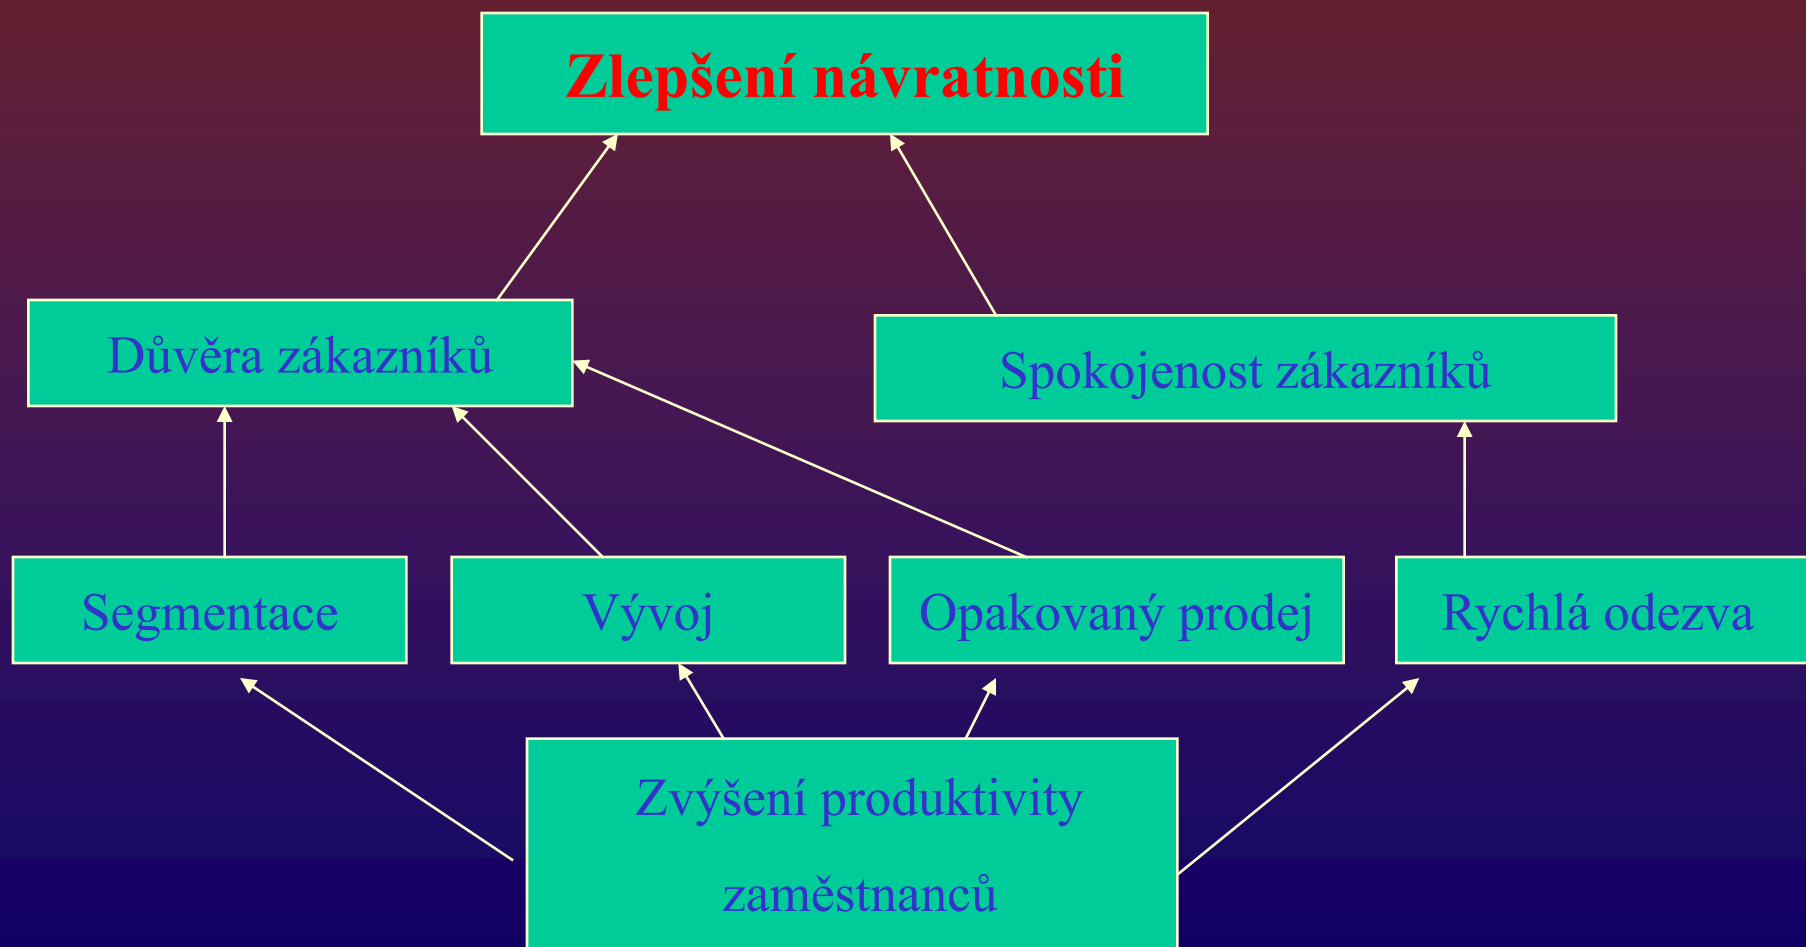 Zlepšení návratnosti
Důvěra zákazníků
Spokojenost zákazníků
Segmentace
Vývoj
Opakovaný prodej
Rychlá odezva
Zvýšení produktivity
zaměstnanců